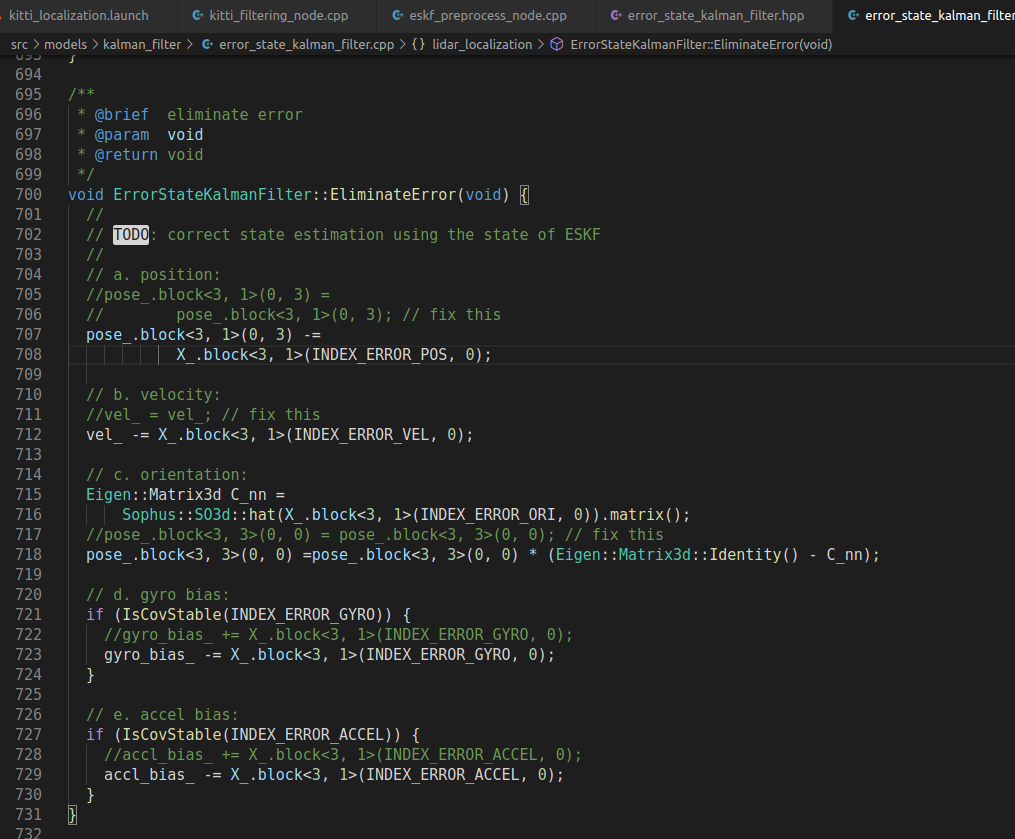 kitti_localization.launch
kitti_filtering_node.cpp
eskf_preprocess_node.cpp
error_state_kalman_filter.hpp
error_state_kalman_filter
src > models > kalman_filter > error_state_kalman_filter.cpp > {} lidar_localization > ErrorStateKalmanFilter::EliminateError(void)
693 }
694
695 /**
696  * @brief  eliminate error
697  * @param  void
698  * @return void
699  */
700 void ErrorStateKalmanFilter::EliminateError(void) {
701   //
702   // TODO: correct state estimation using the state of ESKF
703   //
704   // a. position:
705   //pose_.block<3, 1>(0, 3) =
706   //        pose_.block<3, 1>(0, 3); // fix this
707   pose_.block<3, 1>(0, 3) -=
708             X_.block<3, 1>(INDEX_ERROR_POS, 0);
709
710   // b. velocity:
711   //vel_ = vel_; // fix this
712   vel_ -= X_.block<3, 1>(INDEX_ERROR_VEL, 0);
713
714   // c. orientation:
715   Eigen::Matrix3d C_nn =
716       Sophus::SO3d::hat(X_.block<3, 1>(INDEX_ERROR_ORI, 0)).matrix();
717   //pose_.block<3, 3>(0, 0) = pose_.block<3, 3>(0, 0); // fix this
718   pose_.block<3, 3>(0, 0) =pose_.block<3, 3>(0, 0) * (Eigen::Matrix3d::Identity() - C_nn);
719
720   // d. gyro bias:
721   if (IsCovStable(INDEX_ERROR_GYRO)) {
722     //gyro_bias_ += X_.block<3, 1>(INDEX_ERROR_GYRO, 0);
723     gyro_bias_ -= X_.block<3, 1>(INDEX_ERROR_GYRO, 0);
724   }
725
726   // e. accel bias:
727   if (IsCovStable(INDEX_ERROR_ACCEL)) {
728     //accl_bias_ += X_.block<3, 1>(INDEX_ERROR_ACCEL, 0);
729     accl_bias_ -= X_.block<3, 1>(INDEX_ERROR_ACCEL, 0);
730   }
731 }
732